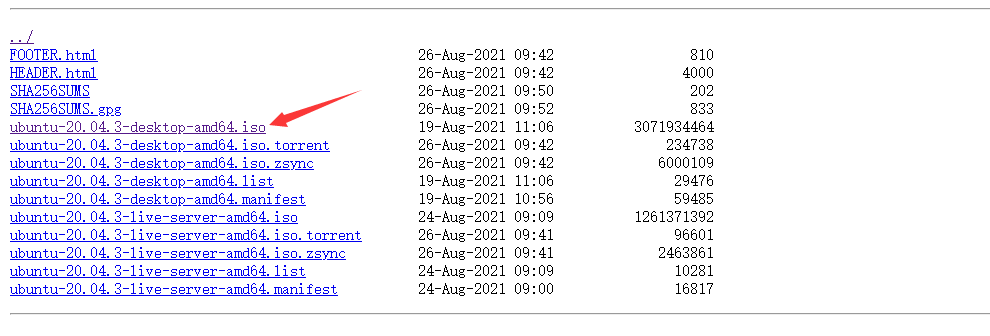 ../
FOOTER.html 26-Aug-2021 09:42 810
HEADER.html 26-Aug-2021 09:42 4000
SHA256SUMS 26-Aug-2021 09:50 202
SHA256SUMS.gpg 26-Aug-2021 09:52 833
ubuntu-20.04.3-desktop-amd64.iso 19-Aug-2021 11:06 3071934464
ubuntu-20.04.3-desktop-amd64.iso.torrent 26-Aug-2021 09:42 234738
ubuntu-20.04.3-desktop-amd64.iso.zsync 26-Aug-2021 09:42 6000109
ubuntu-20.04.3-desktop-amd64.list 19-Aug-2021 11:06 29476
ubuntu-20.04.3-desktop-amd64.manifest 19-Aug-2021 10:56 59485
ubuntu-20.04.3-live-server-amd64.iso 24-Aug-2021 09:09 1261371392
ubuntu-20.04.3-live-server-amd64.iso.torrent 26-Aug-2021 09:41 96601
ubuntu-20.04.3-live-server-amd64.iso.zsync 26-Aug-2021 09:41 2463861
ubuntu-20.04.3-live-server-amd64.list 24-Aug-2021 09:09 10281
ubuntu-20.04.3-live-server-amd64.manifest 24-Aug-2021 09:00 16817